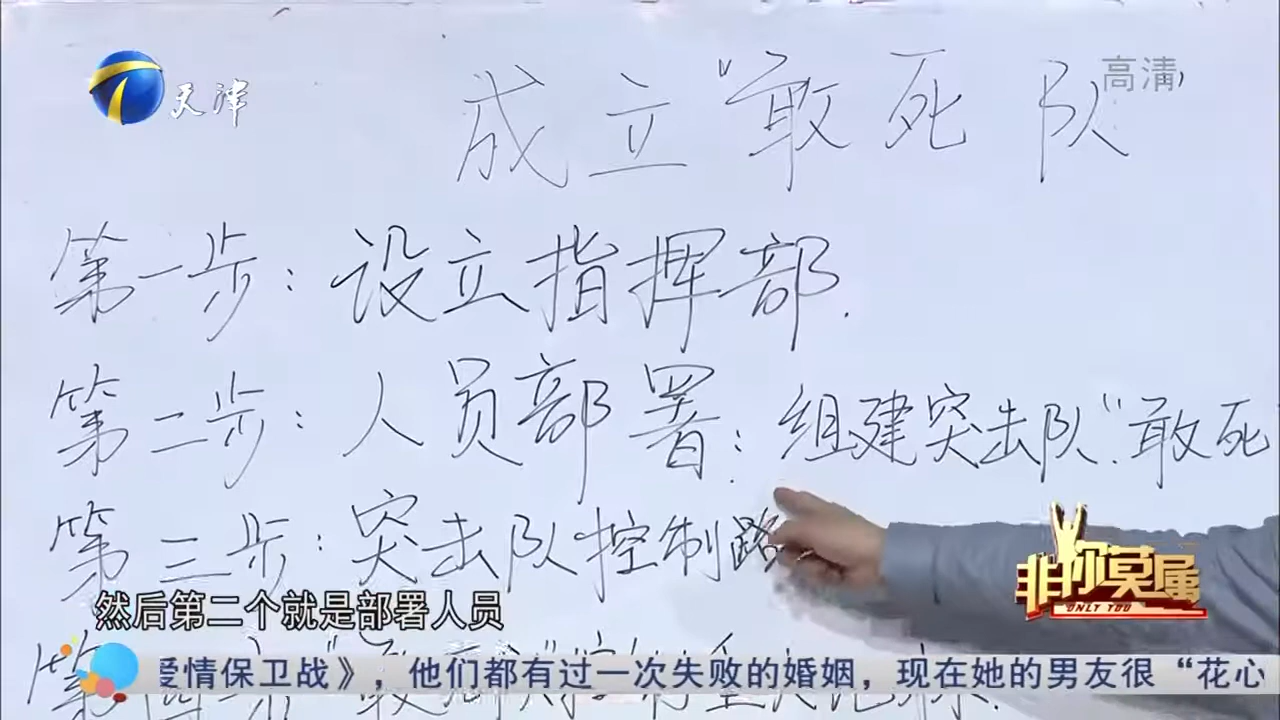 天津
高清
成立"敢死队"
第一步：设立指挥部.
第二步：人员部署：组建突击队."敢死
第三步：突击队控制路
然后第二个就是部署人员
非你莫属
ONLY YOU
爱情保卫战》，他们都有过一次失败的婚姻，现在她的男友很“花心